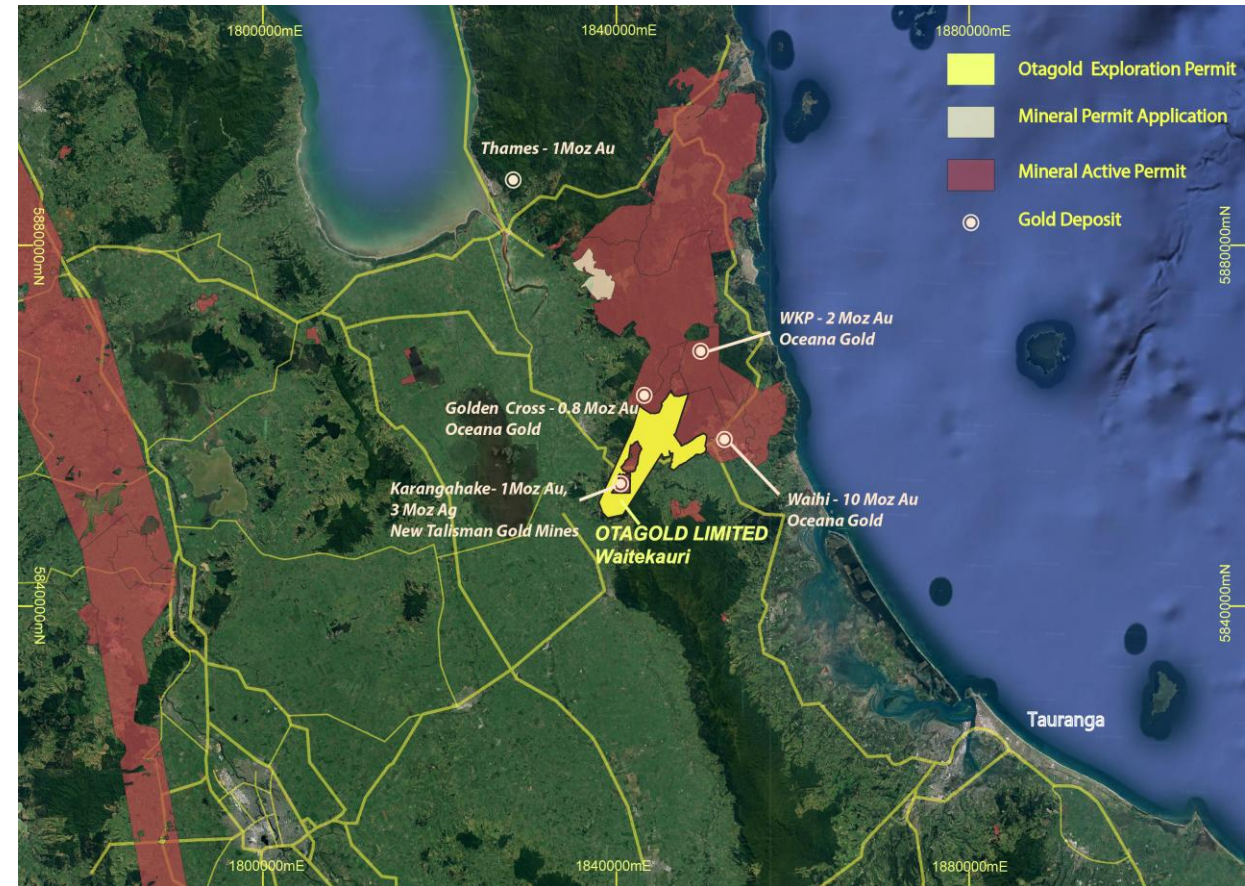 1800000mE
1840000mE
1880000mE
Otagold Exploration Permit
Mineral Permit Application
Mineral Active Permit
Gold Deposit
Thames - 1Moz Au
5880000mN
5880000mN
WKP - 2 Moz Au
Oceana Gold
Golden Cross - 0.8 Moz Au
Oceana Gold
Karangahake- 1Moz Au,
3 Moz Ag
New Talisman Gold Mines
Waihi - 10 Moz Au
Oceana Gold
OTAGOLD LIMITED
Waitekauri
5840000mN
5840000mN
Tauranga
1800000mE
1840000mE
1880000mE